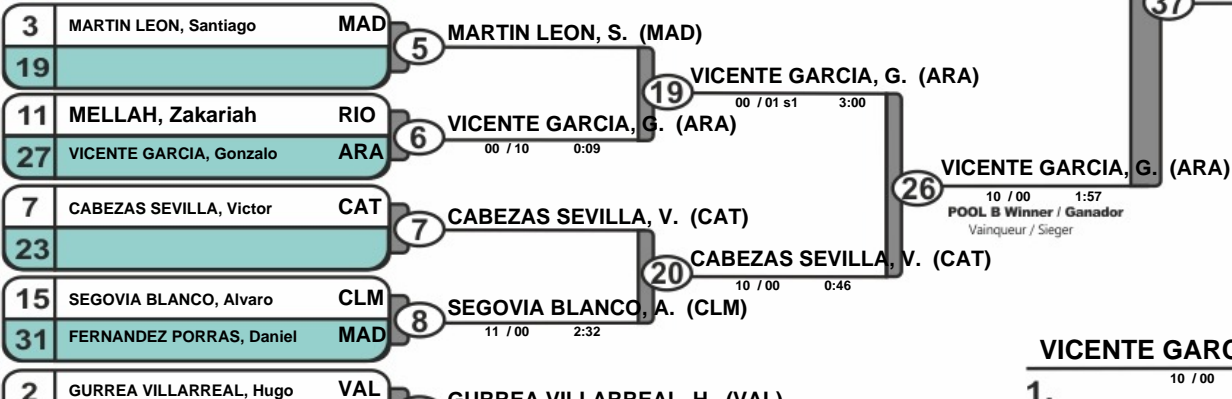 3 MARTIN LEON, Santiago MAD
19
5
MARTIN LEON, S. (MAD)
11 MELLAH, Zakariah RIO
27 VICENTE GARCIA, Gonzalo ARA
6
VICENTE GARCIA, G. (ARA)
00 / 10 0:09
19
VICENTE GARCIA, G. (ARA)
00 / 01 s1 3:00
7 CABEZAS SEVILLA, Victor CAT
23
7
CABEZAS SEVILLA, V. (CAT)
15 SEGOVIA BLANCO, Alvaro CLM
31 FERNANDEZ PORRAS, Daniel MAD
8
SEGOVIA BLANCO, A. (CLM)
11 / 00 2:32
20
CABEZAS SEVILLA, V. (CAT)
10 / 00 0:46
26
VICENTE GARCIA, G. (ARA)
10 / 00 1:57
POOL B Winner / Ganador
Vainqueur / Sieger
37
2 GURREA VILLARREAL, Hugo VAL
GURREA VILLARREAL, H. (VAL)
VICENTE GARC
10 / 00
1.